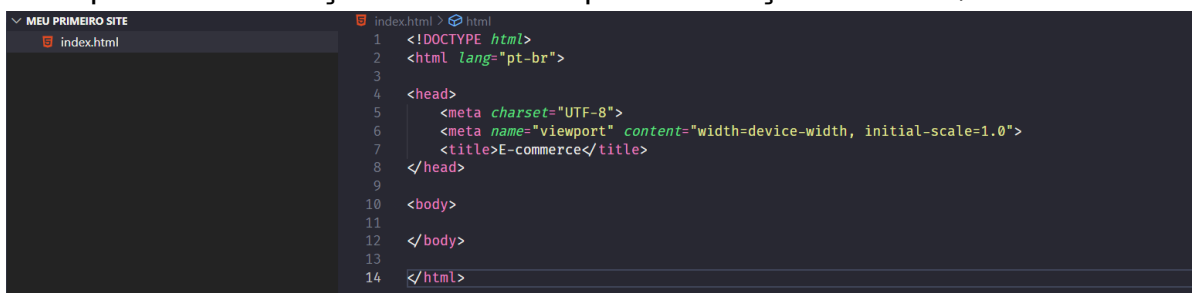 MEU PRIMEIRO SITE
index.html
index.html > html
1 <!DOCTYPE html>
2 <html lang="pt-br">
3
4 <head>
5 <meta charset="UTF-8">
6 <meta name="viewport" content="width=device-width, initial-scale=1.0">
7 <title>E-commerce</title>
8 </head>
9
10 <body>
11
12 </body>
13
14 </html>